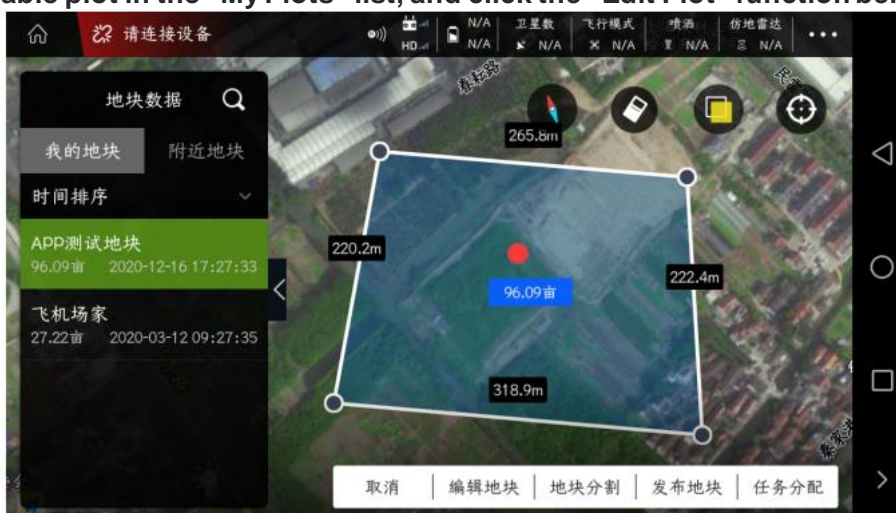 able plot in the "My Plots" list, and click the "Edit Plot" function below
请连接设备
HD
N/A
N/A
卫星数
N/A
飞行模式
N/A
喷洒
N/A
仿地雷达
N/A
地块数据
我的地块 附近地块
时间排序
APP测试地块
96.09亩 2020-12-16 17:27:33
飞机场家
27.22亩 2020-03-12 09:27:35
春耘路
265.8m
220.2m
222.4m
96.09亩
318.9m
取消 编辑地块 地块分割 发布地块 任务分配